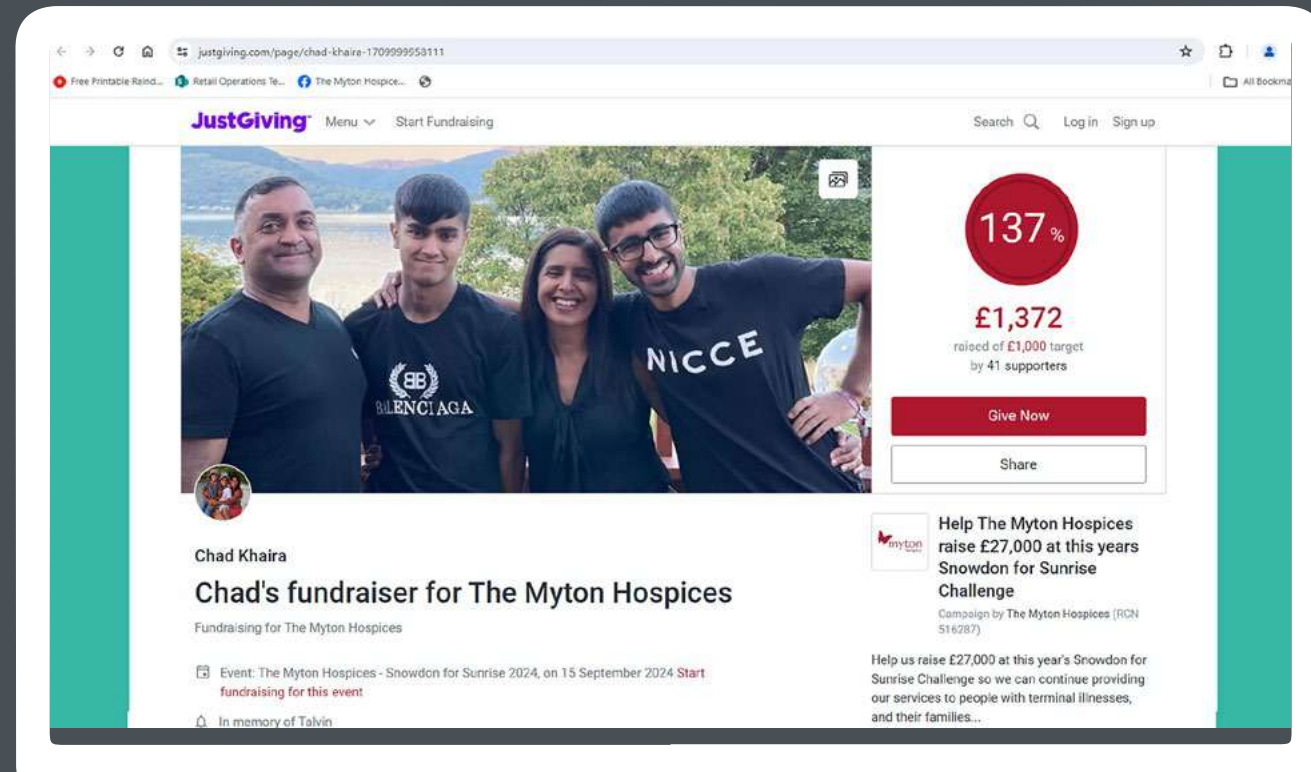 justgiving.com/page/chad-khaira-1709999553111
Free Printable Raind... Retail Operations Te... The Myton Hospice...
All Bookma
JustGiving Menu Start Fundraising Search Log in Sign up
BB
BALENCIAGA
NICCE
137 %
£1,372
raised of £1,000 target
by 41 supporters
Give Now
Share
Chad Khaira
Chad's fundraiser for The Myton Hospices
Fundraising for The Myton Hospices
Event: The Myton Hospices - Snowdon for Sunrise 2024, on 15 September 2024 Start
fundraising for this event
In memory of Talvin
myton
Help The Myton Hospices
raise £27,000 at this years
Snowdon for Sunrise
Challenge
Campaign by The Myton Hospices (RCN
516287)
Help us raise £27,000 at this year's Snowdon for
Sunrise Challenge so we can continue providing
our services to people with terminal illnesses,
and their families...